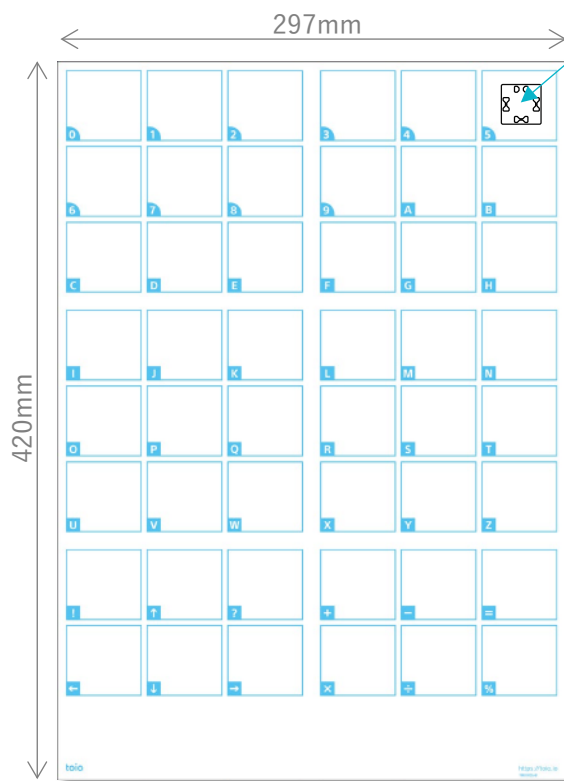 297mm
420mm
0 1 2 3 4 5
6 7 8 9 A B
C D E F G H
I J K L M N
O P Q R S T
U V W X Y Z
! ↑ ? + − =
← ↓ → × ÷ %
toio